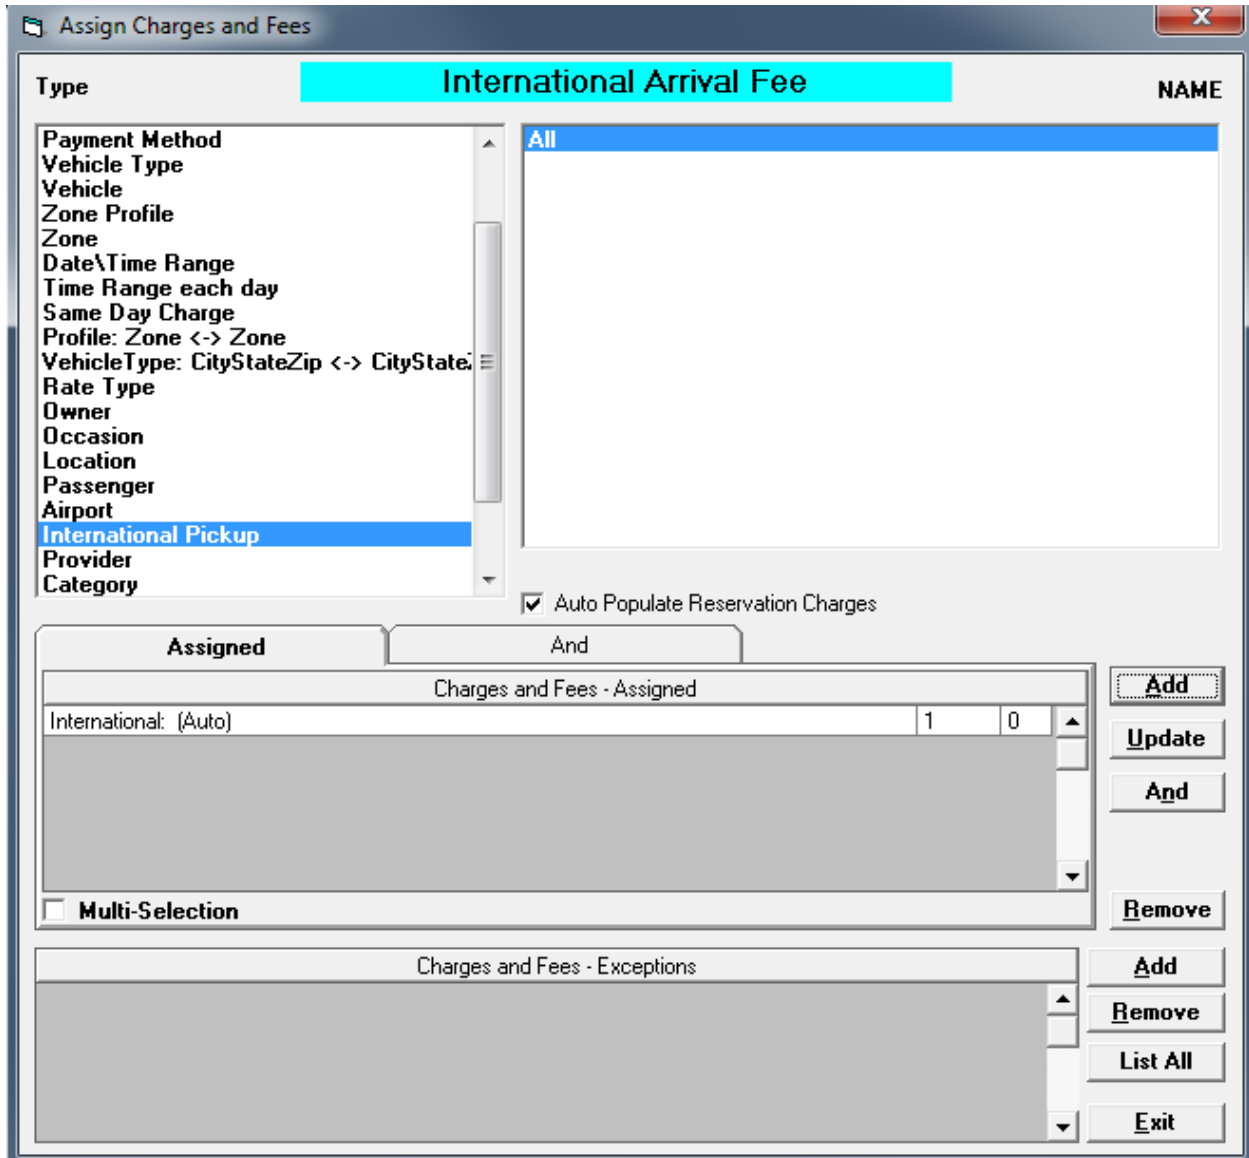 Assign Charges and Fees
x
Type
International Arrival Fee
NAME
Payment Method
Vehicle Type
Vehicle
Zone Profile
Zone
Date\Time Range
Time Range each day
Same Day Charge
Profile: Zone <-> Zone
VehicleType: CityStateZip <-> CityState
Rate Type
Owner
Occasion
Location
Passenger
Airport
International Pickup
Provider
Category
All
Auto Populate Reservation Charges
Assigned
And
Charges and Fees - Assigned
International: (Auto) 1 0
Multi-Selection
Add
Update
And
Remove
Charges and Fees - Exceptions
Add
Remove
List All
Exit